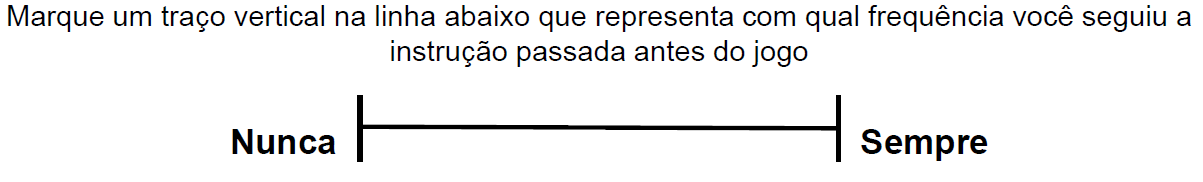 Marque um traço vertical na linha abaixo que representa com qual frequência você seguiu a
instrução passada antes do jogo
Nunca Sempre